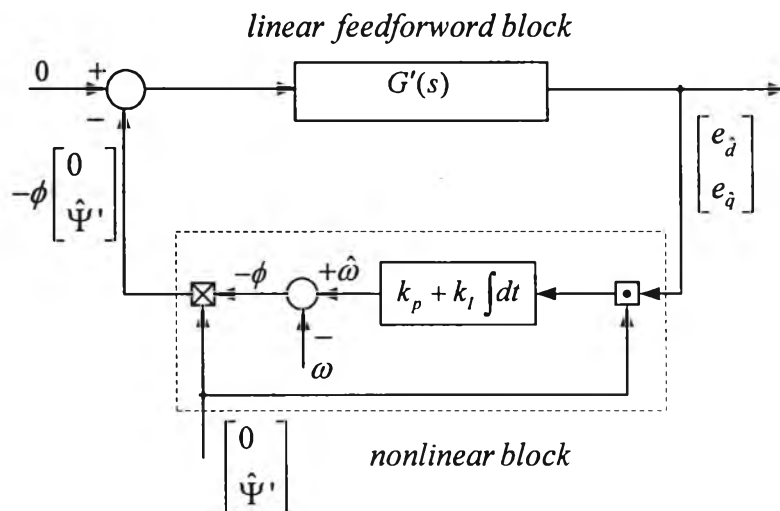 linear feedforword block
0
+
−
G'(s)
[e_d̂
e_q̂]
−ϕ[0
Ψ̂']
−ϕ
+ω̂
k_p + k_I ∫dt
−
ω
[0
Ψ̂']
nonlinear block